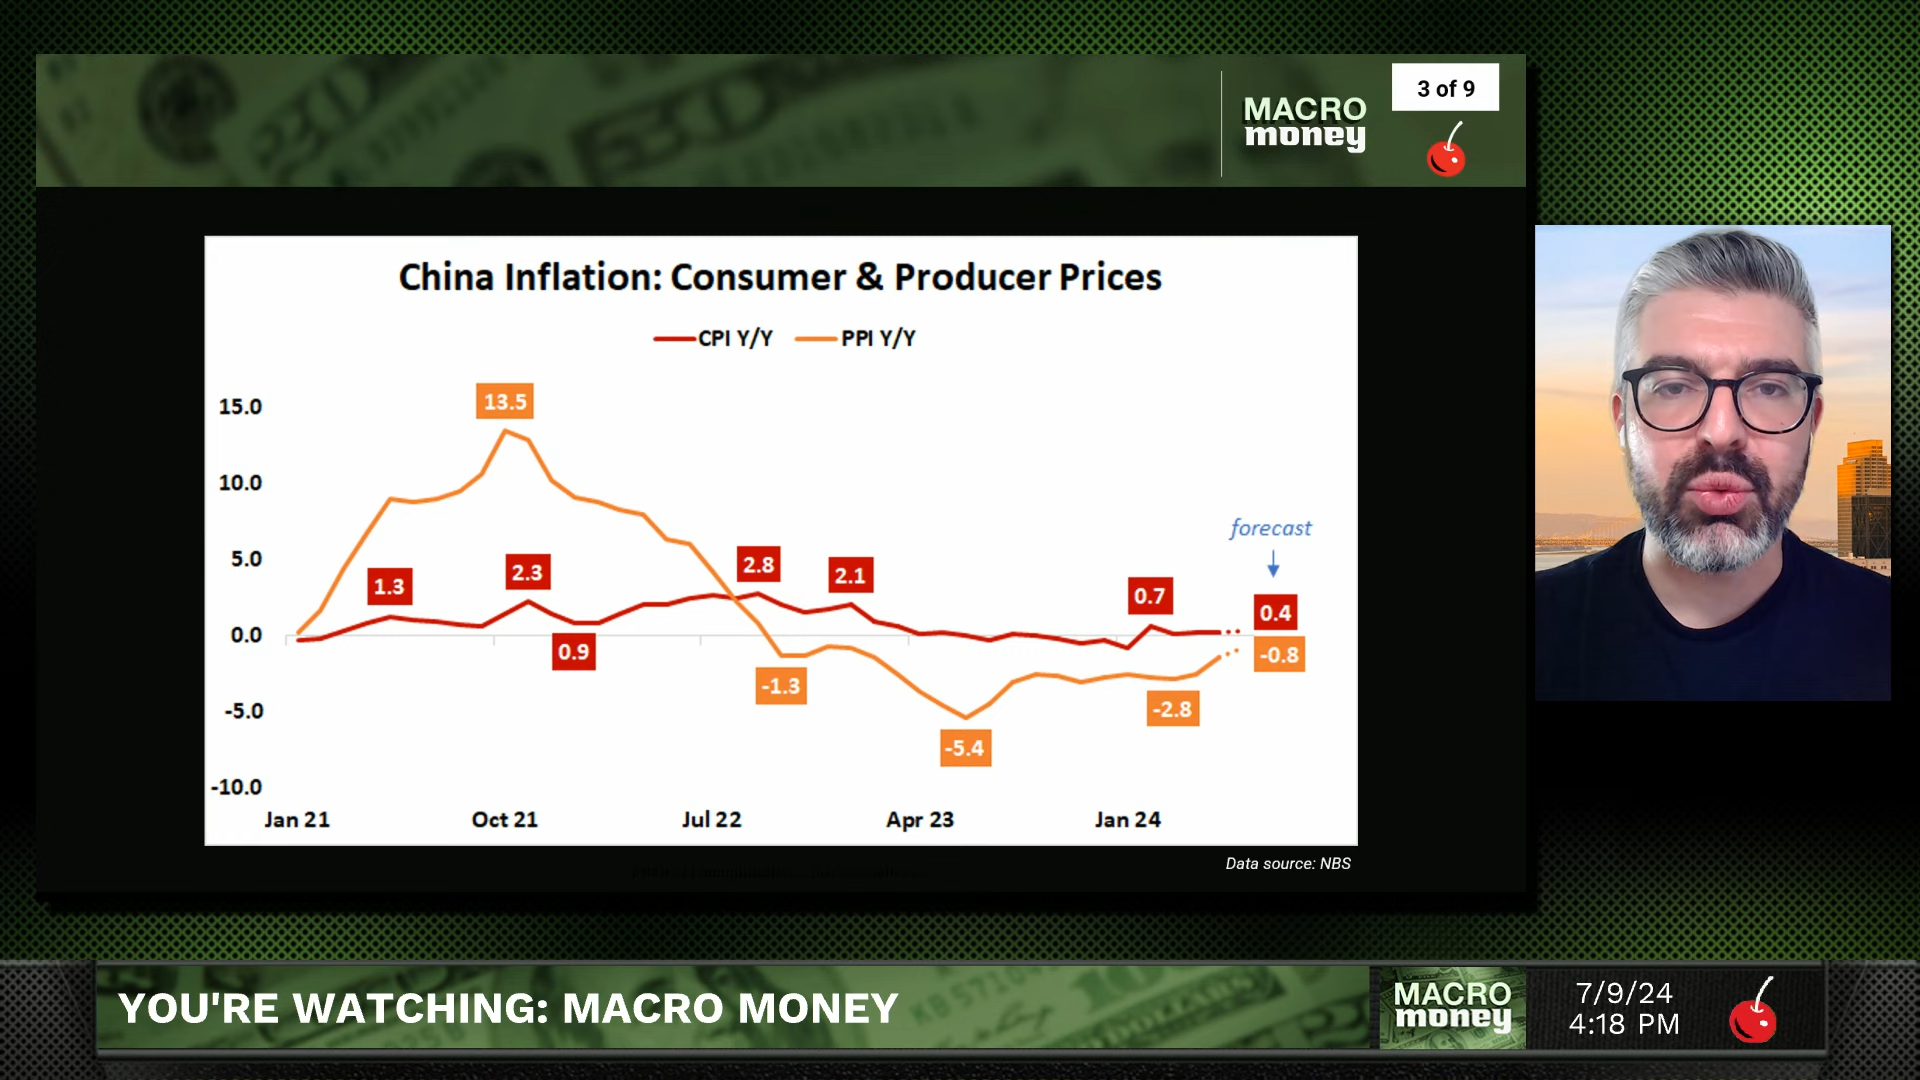 MACRO
money
3 of 9
China Inflation: Consumer & Producer Prices
CPI Y/Y PPI Y/Y
15.0
10.0
5.0
0.0
-5.0
-10.0
13.5
1.3
2.3
0.9
2.8
-1.3
2.1
-5.4
0.7
-2.8
forecast
0.4
-0.8
Jan 21 Oct 21 Jul 22 Apr 23 Jan 24
Data source: NBS
YOU'RE WATCHING: MACRO MONEY
MACRO
money
7/9/24
4:18 PM